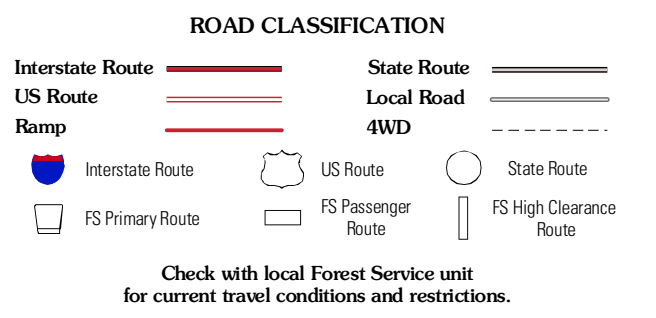 ROAD CLASSIFICATION
Interstate Route
State Route
US Route
Local Road
Ramp
4WD
Interstate Route
US Route
State Route
FS Primary Route
FS Passenger
Route
FS High Clearance
Route
Check with local Forest Service unit
for current travel conditions and restrictions.